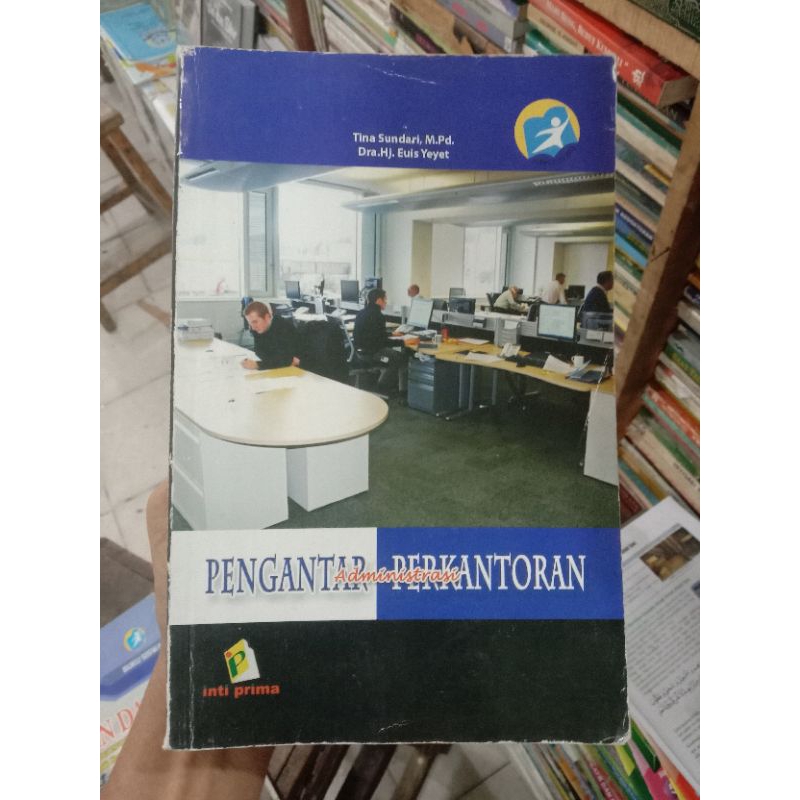 Tina Sundari, M.Pd.
Dra.Hj. Euis Yeyet
PENGANTAR PERKANTORAN
Administrasi
P
inti prima